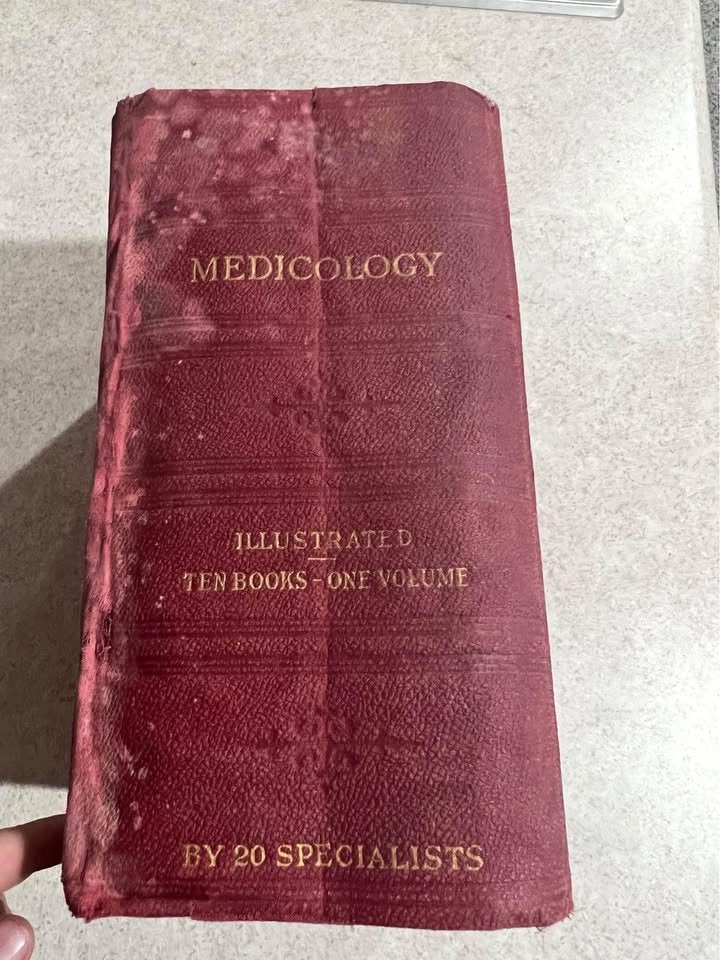 MEDICOLOGY
ILLUSTRATED
TEN BOOKS - ONE VOLUME
BY 20 SPECIALISTS